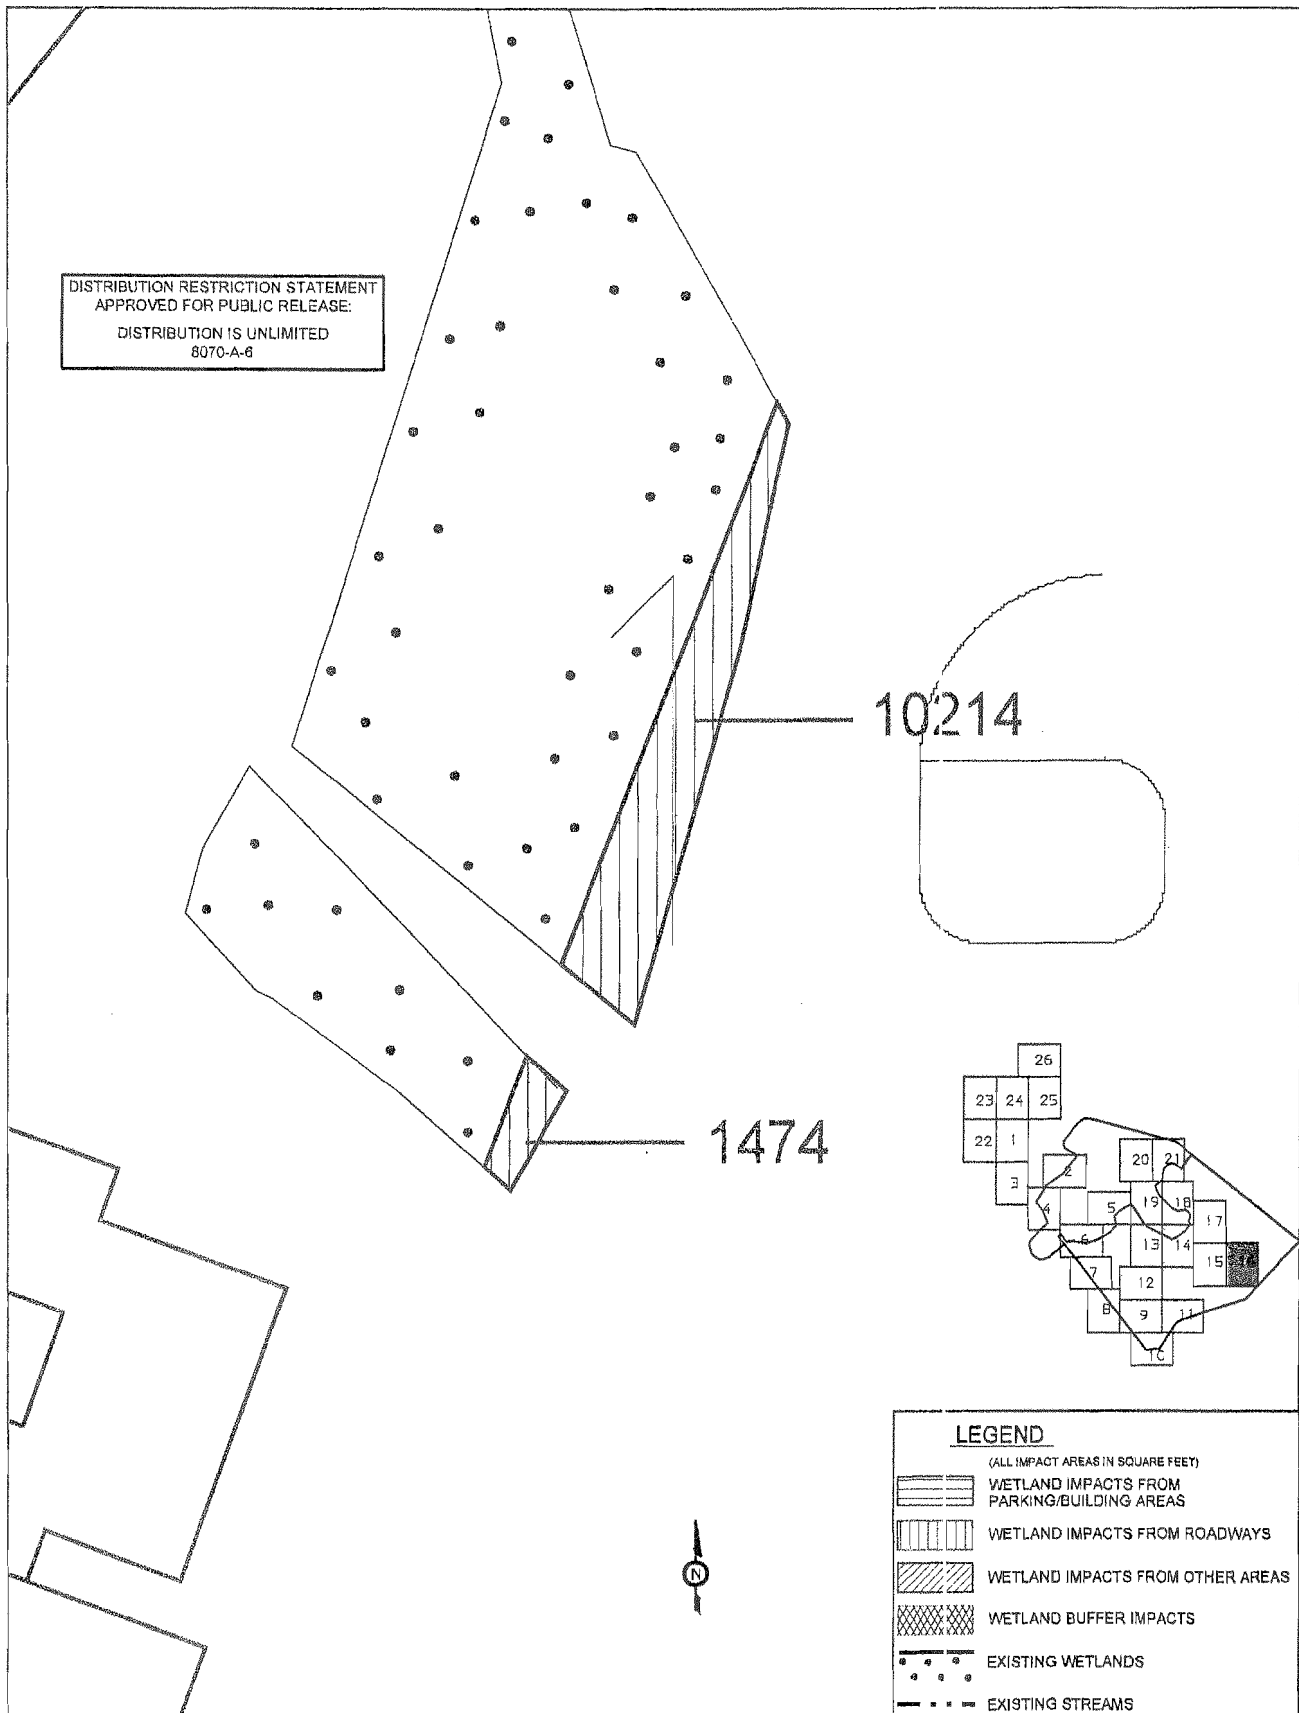 DISTRIBUTION RESTRICTION STATEMENT
APPROVED FOR PUBLIC RELEASE:
DISTRIBUTION IS UNLIMITED
8070-A-6
10214
1474
26
23 24 25
22 1
3
2
4
5
6
7
8
9
12
13
14
19
18
20
21
17
15
11
LEGEND
(ALL IMPACT AREAS IN SQUARE FEET)
WETLAND IMPACTS FROM
PARKING/BUILDING AREAS
WETLAND IMPACTS FROM ROADWAYS
WETLAND IMPACTS FROM OTHER AREAS
WETLAND BUFFER IMPACTS
EXISTING WETLANDS
EXISTING STREAMS
N